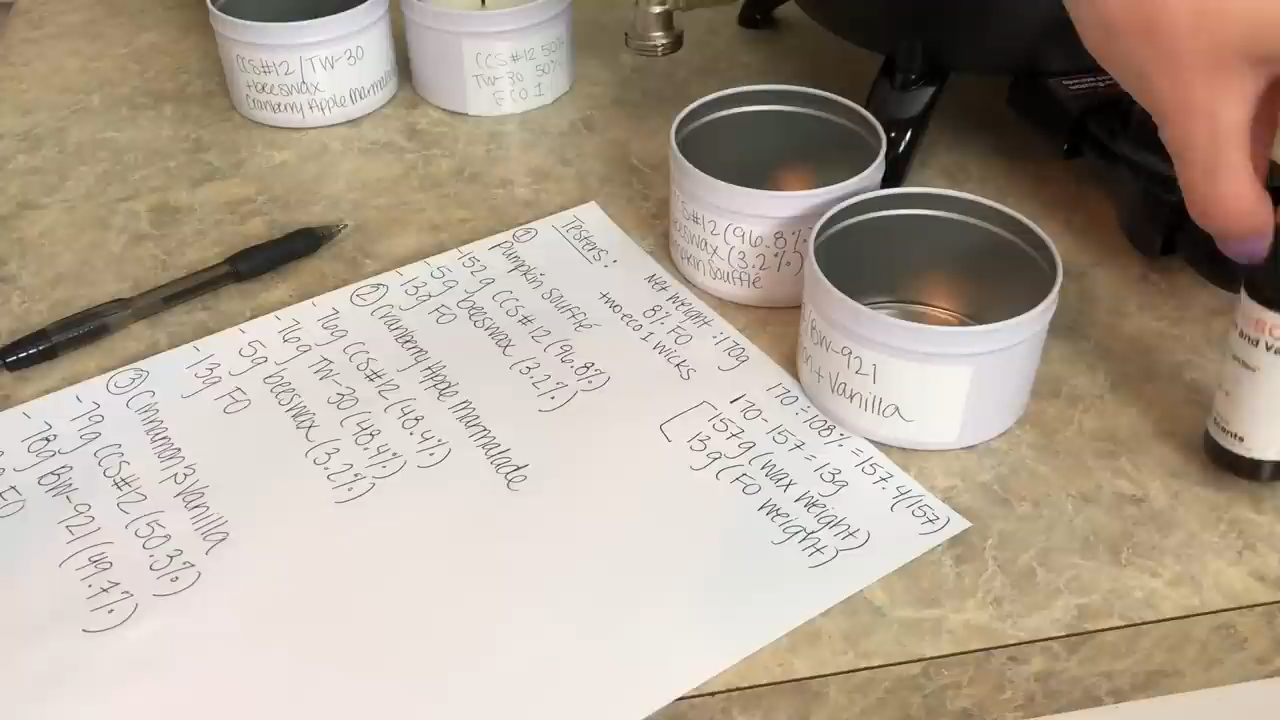 CCS#12/TW-30
+beeswax
Cranberry Apple Marmalade
CCS#12 50%
TW-30 50%
ECO 1
CCS#12 (96.8%)
beeswax (3.2%)
Pumpkin Soufflé
/BW-921
+ Vanilla
Testers:
① Pumpkin Soufflé
-152g CCS#12 (96.8%)
-5g beeswax (3.2%)
-13g FO
② Cranberry Apple Marmalade
-76g CCS#12 (48.4%)
-76g TW-30 (48.4%)
-5g beeswax (3.2%)
-13g FO
③ Cinnamon & Vanilla
-79g CCS#12 (50.3%)
-78g BW-921 (49.7%)
FO
Net weight: 170g
8% FO
two eco 1 wicks
170 ÷ 108% = 157.4 (157)
170-157 = 13g
[157g (wax weight)
13g (FO weight)
and